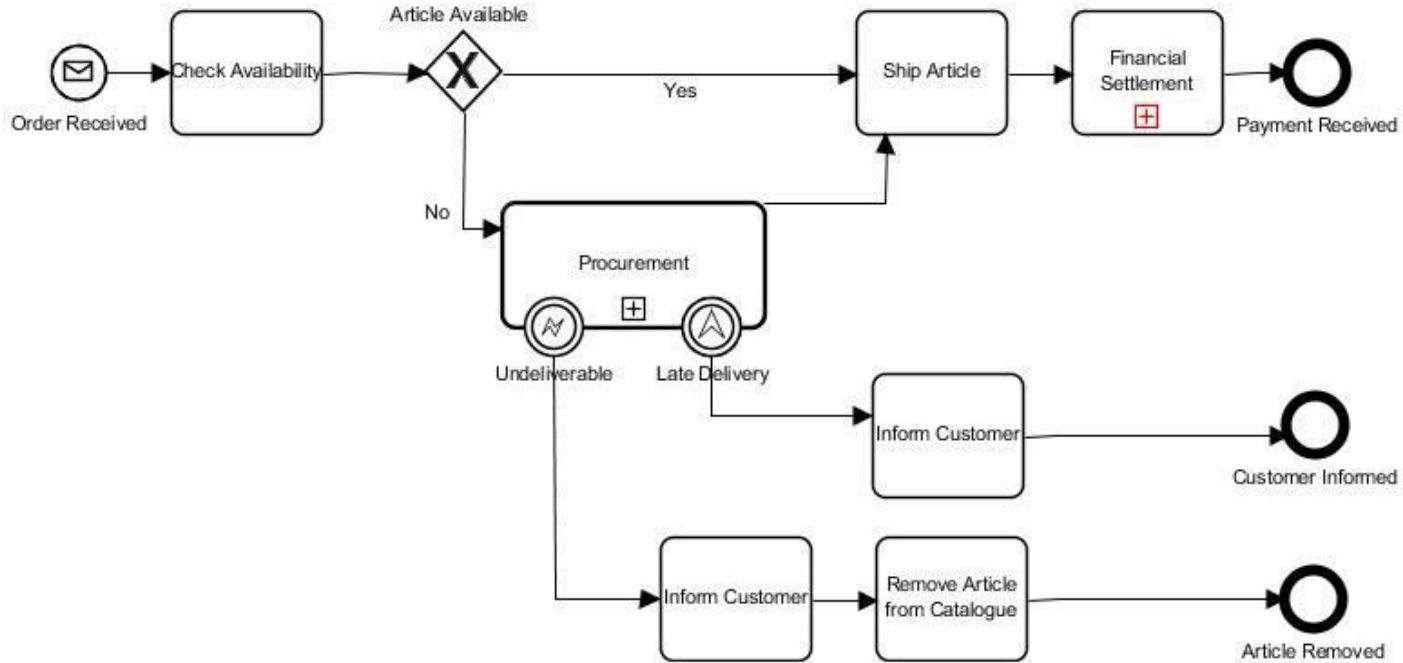 Article Available
Order Received
Check Availability
Yes
No
Ship Article
Financial
Settlement
Payment Received
Procurement
Undeliverable
Late Delivery
Inform Customer
Customer Informed
Inform Customer
Remove Article
from Catalogue
Article Removed